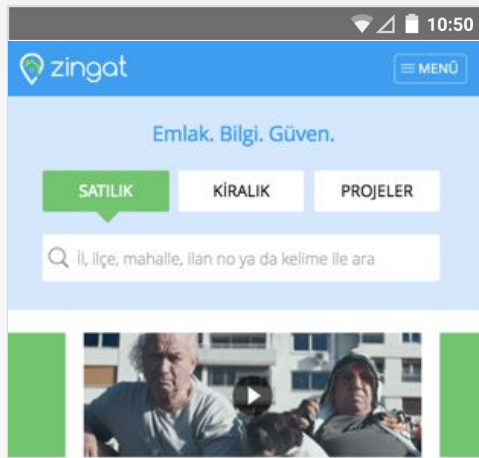 10:50
zingat
MENÜ
Emlak. Bilgi. Güven.
SATILIK
KİRALIK
PROJELER
İl, ilçe, mahalle, ilan no ya da kelime ile ara